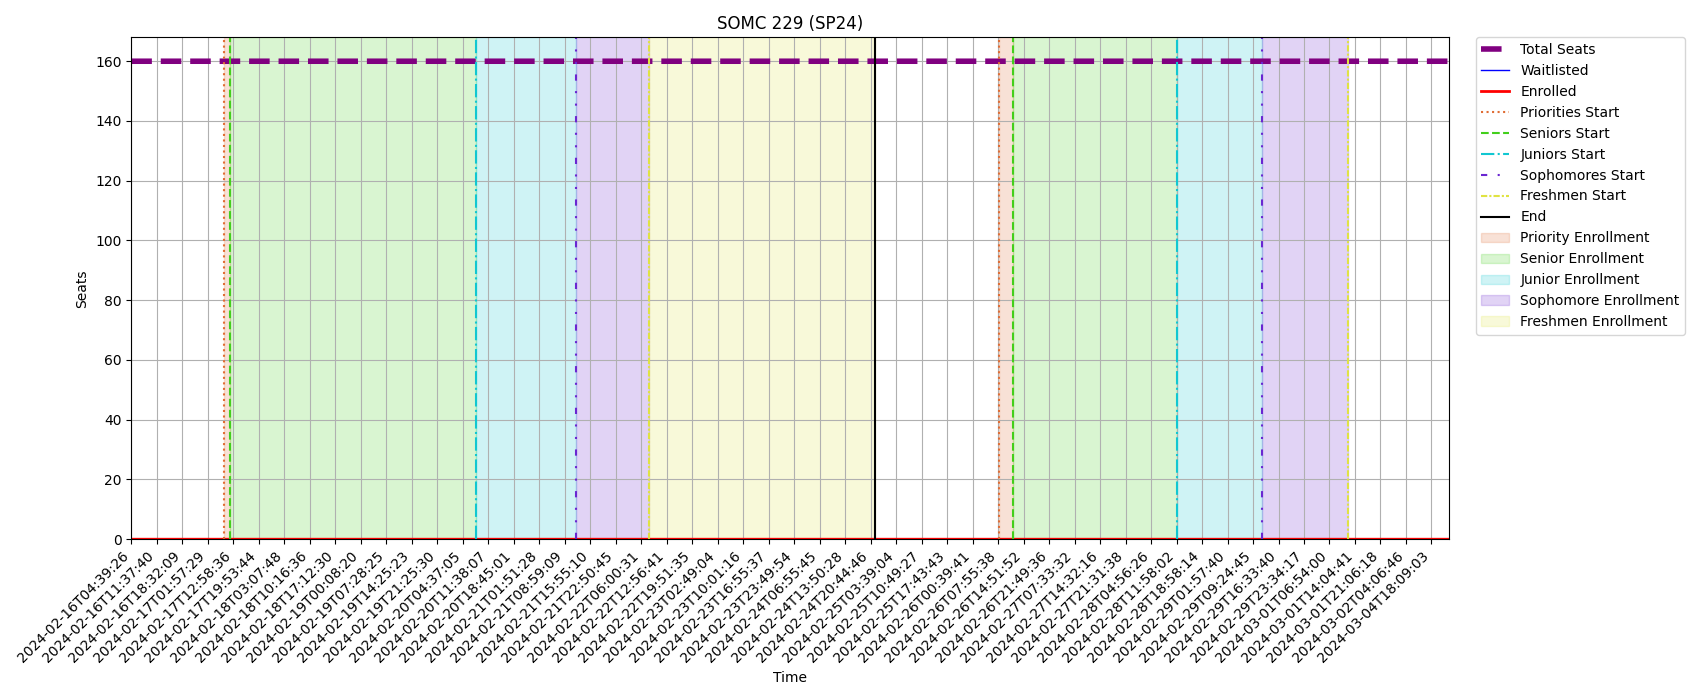 SOMC 229 (SP24)
Seats
160
140
120
100
80
60
40
20
0
2024-02-16T04:39:26
2024-02-16T11:37:40
2024-02-16T18:32:09
2024-02-17T01:57:29
2024-02-17T12:58:36
2024-02-17T19:53:44
2024-02-18T03:07:48
2024-02-18T10:16:36
2024-02-18T17:12:30
2024-02-19T00:08:20
2024-02-19T07:28:25
2024-02-19T14:25:23
2024-02-19T21:25:30
2024-02-20T04:37:05
2024-02-20T11:38:07
2024-02-20T18:45:01
2024-02-21T01:51:28
2024-02-21T08:59:09
2024-02-21T15:55:10
2024-02-21T22:50:45
2024-02-22T06:00:31
2024-02-22T12:56:41
2024-02-22T19:51:35
2024-02-23T02:49:04
2024-02-23T10:01:16
2024-02-23T16:55:37
2024-02-23T23:49:54
2024-02-24T06:55:45
2024-02-24T13:50:28
2024-02-24T20:44:46
2024-02-25T03:39:04
2024-02-25T10:49:27
2024-02-25T17:43:43
2024-02-26T00:39:41
2024-02-26T07:55:38
2024-02-26T14:51:52
2024-02-26T21:49:36
2024-02-27T07:33:32
2024-02-27T14:32:16
2024-02-27T21:31:38
2024-02-28T04:56:26
2024-02-28T11:58:02
2024-02-28T18:58:14
2024-02-29T01:57:40
2024-02-29T09:24:45
2024-02-29T16:33:40
2024-02-29T23:34:17
2024-03-01T06:54:00
2024-03-01T14:04:41
2024-03-01T21:06:18
2024-03-02T04:06:46
2024-03-04T18:09:03
Time
Total Seats
Waitlisted
Enrolled
Priorities Start
Seniors Start
Juniors Start
Sophomores Start
Freshmen Start
End
Priority Enrollment
Senior Enrollment
Junior Enrollment
Sophomore Enrollment
Freshmen Enrollment